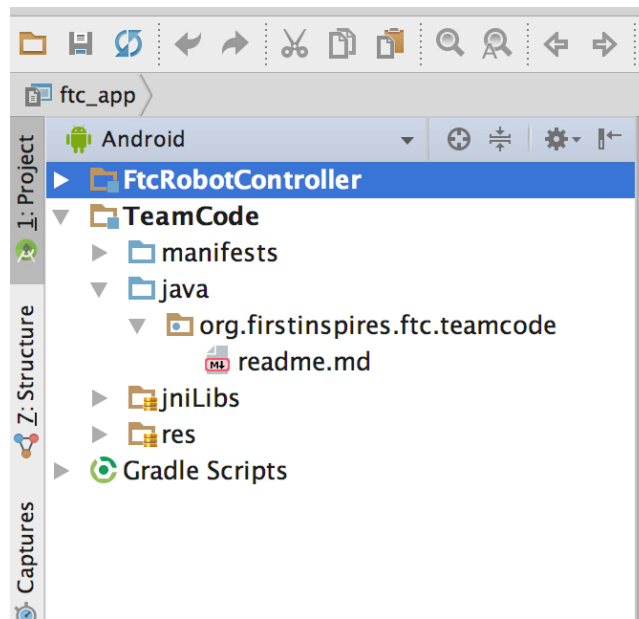 ftc_app
1: Project
Android
FtcRobotController
TeamCode
manifests
java
org.firstinspires.ftc.teamcode
readme.md
jniLibs
res
Gradle Scripts
Z: Structure
Captures